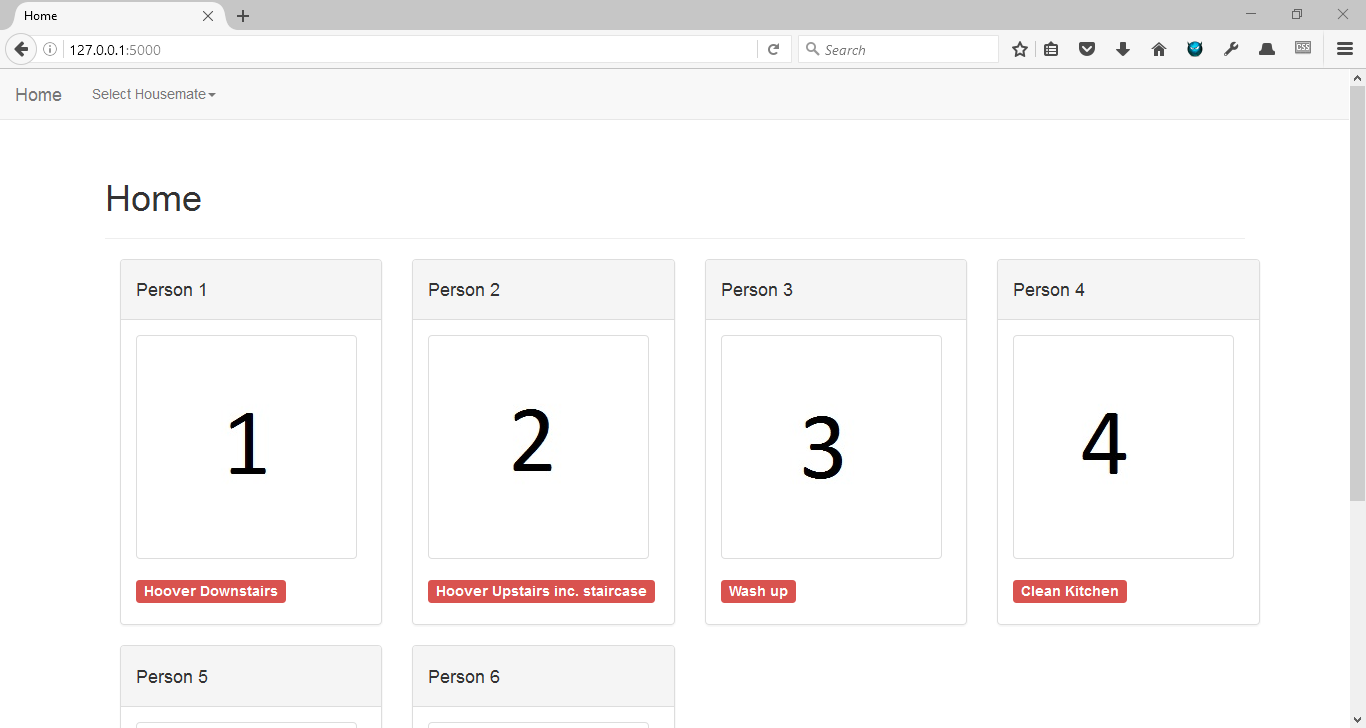 Home
127.0.0.1:5000
Search
CSS
Home Select Housemate
Home
Person 1
Person 2
Person 3
Person 4
1
2
3
4
Hoover Downstairs
Hoover Upstairs inc. staircase
Wash up
Clean Kitchen
Person 5
Person 6